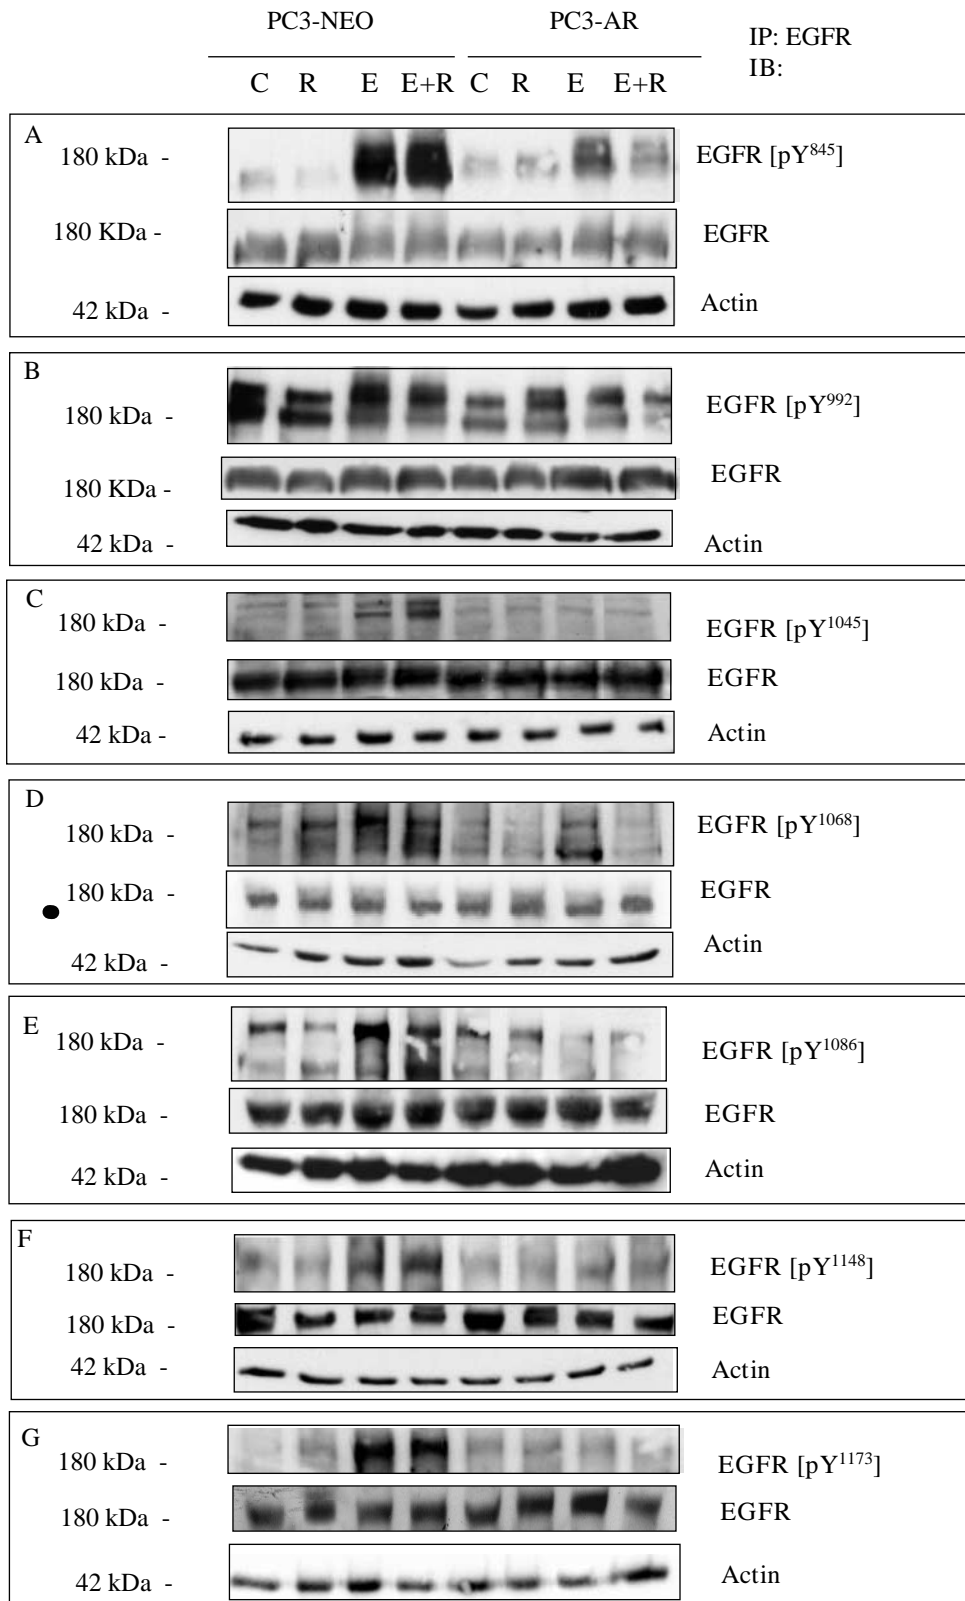 PC3-NEO PC3-AR IP: EGFR
IB:
C R E E+R C R E E+R
A
180 kDa - EGFR [pY⁸⁴⁵]
180 KDa - EGFR
42 kDa - Actin
B
180 kDa - EGFR [pY⁹⁹²]
180 KDa - EGFR
42 kDa - Actin
C
180 kDa - EGFR [pY¹⁰⁴⁵]
180 kDa - EGFR
42 kDa - Actin
D
180 kDa - EGFR [pY¹⁰⁶⁸]
180 kDa - EGFR
42 kDa - Actin
E
180 kDa - EGFR [pY¹⁰⁸⁶]
180 kDa - EGFR
42 kDa - Actin
F
180 kDa - EGFR [pY¹¹⁴⁸]
180 kDa - EGFR
42 kDa - Actin
G
180 kDa - EGFR [pY¹¹⁷³]
180 kDa - EGFR
42 kDa - Actin